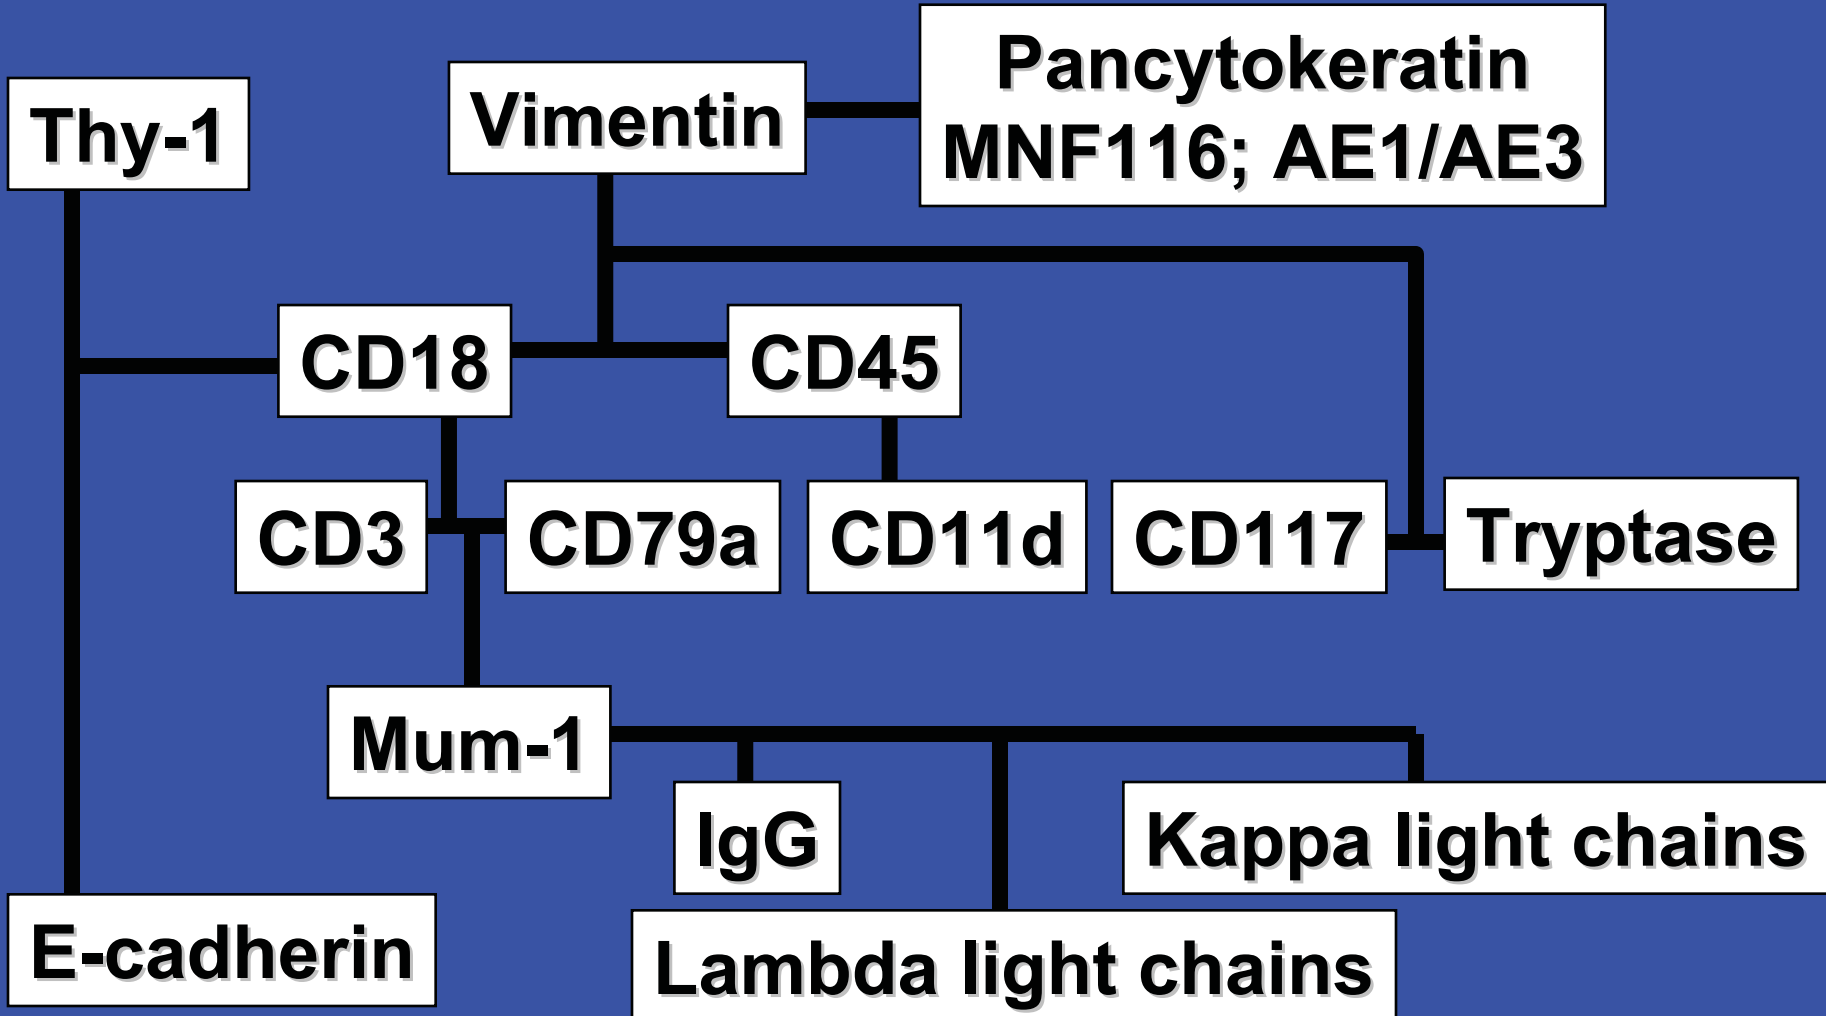 Pancytokeratin
MNF116; AE1/AE3
Thy-1
Vimentin
CD18
CD45
CD3
CD79a
CD11d
CD117
Tryptase
Mum-1
IgG
Kappa light chains
E-cadherin
Lambda light chains